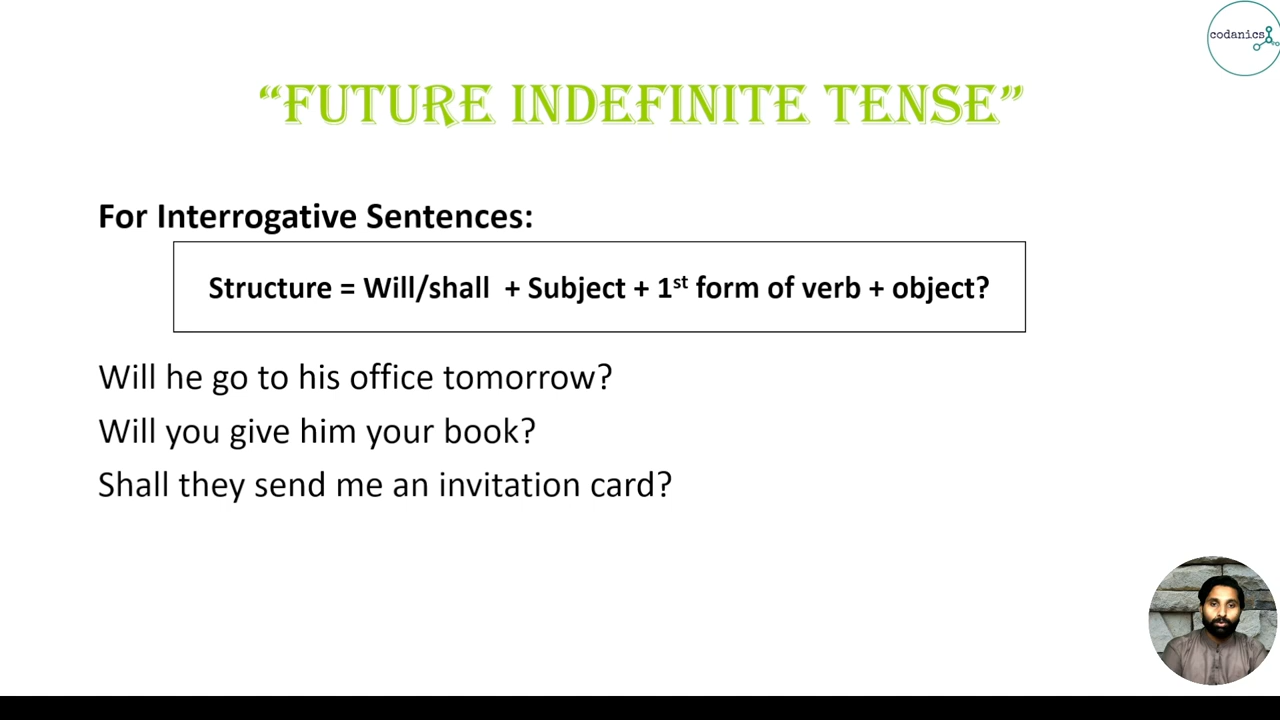 codanics
“FUTURE INDEFINITE TENSE”
For Interrogative Sentences:
Structure = Will/shall + Subject + 1st form of verb + object?
Will he go to his office tomorrow?
Will you give him your book?
Shall they send me an invitation card?